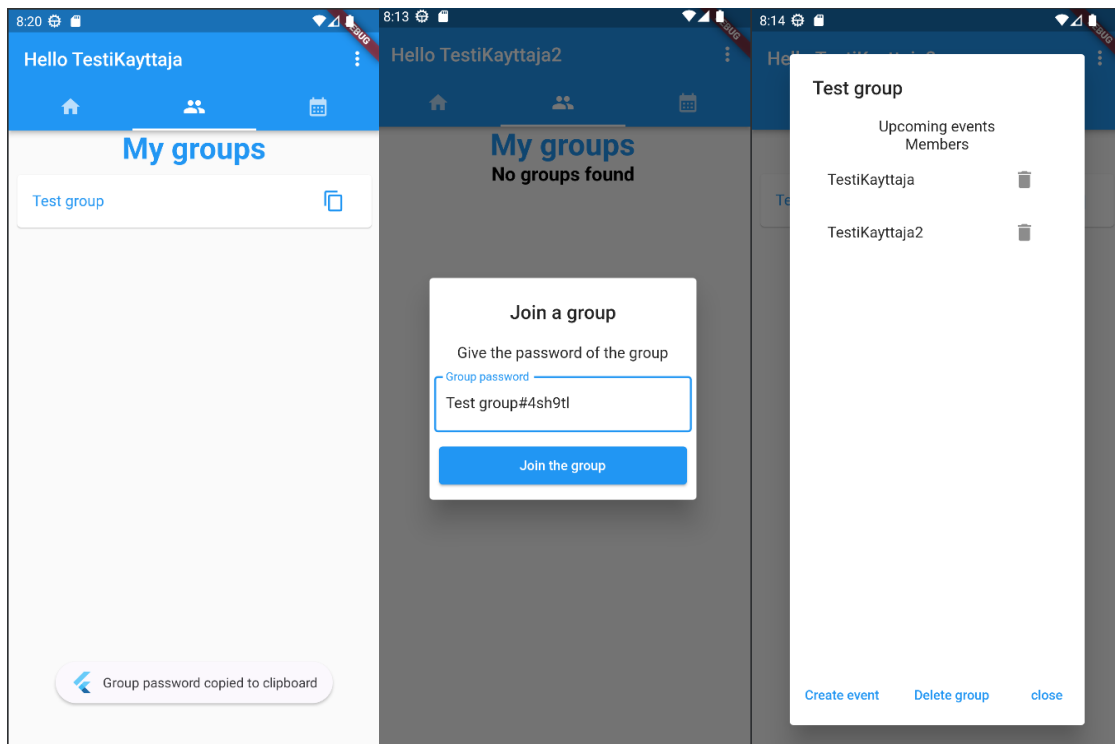 8:20
DEBUG
Hello TestiKayttaja
My groups
Test group
Group password copied to clipboard
8:13
Hello TestiKayttaja2
My groups
No groups found
Join a group
Give the password of the group
Group password
Test group#4sh9tl
Join the group
8:14
Test group
Upcoming events
Members
TestiKayttaja
TestiKayttaja2
Create event
Delete group
close